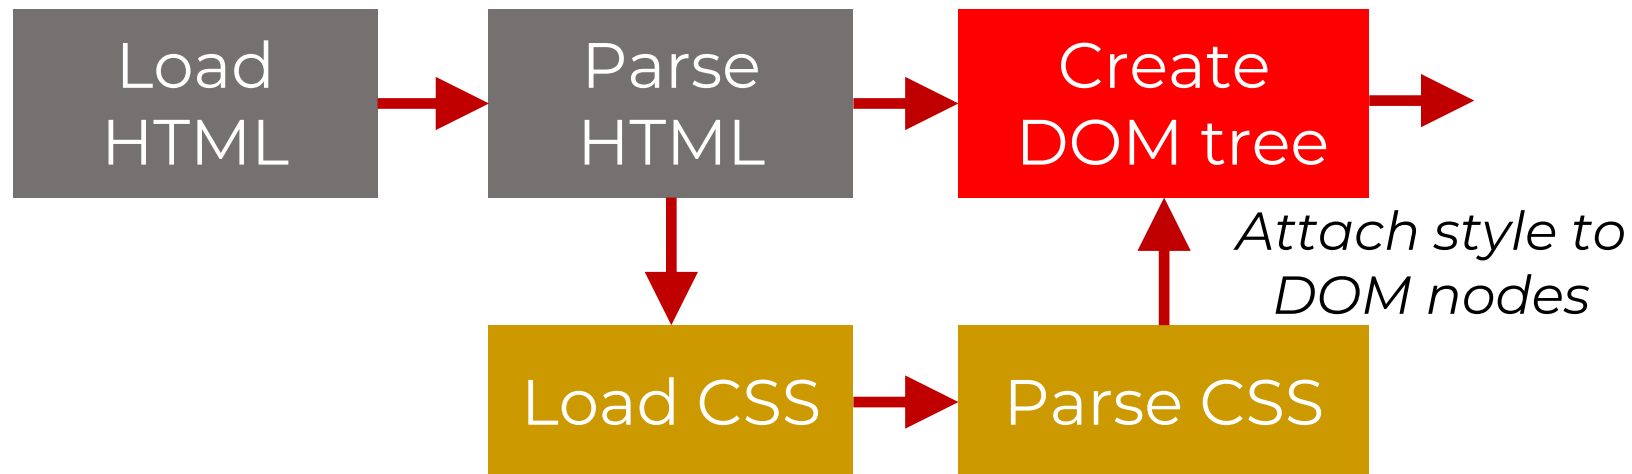 Load
HTML
Parse
HTML
Create
DOM tree
Attach style to
DOM nodes
Load CSS
Parse CSS